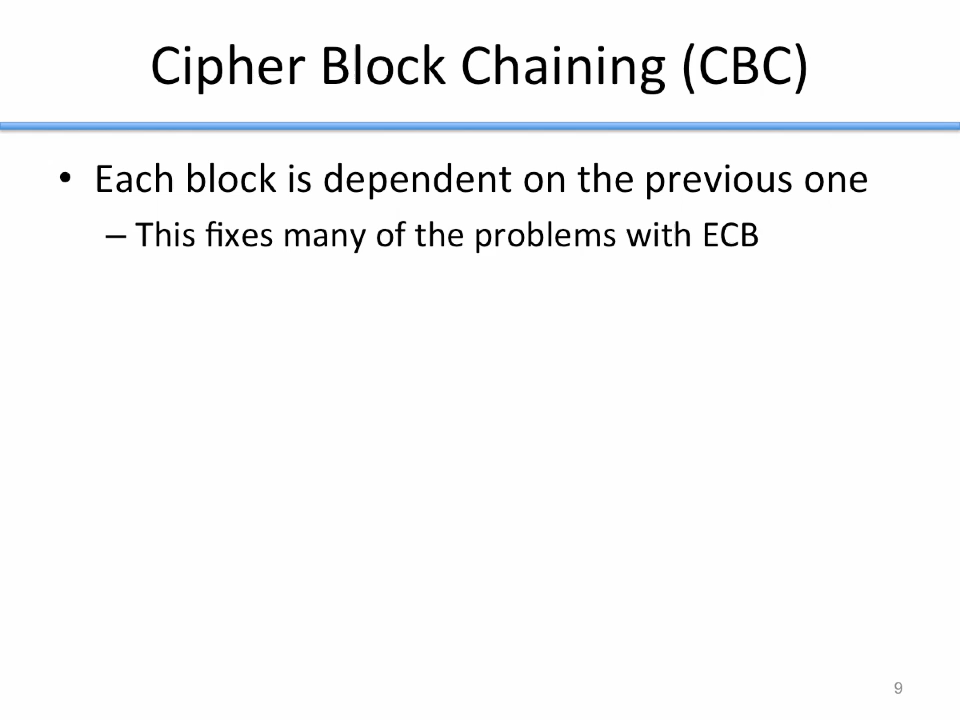 Cipher Block Chaining (CBC)
• Each block is dependent on the previous one
– This fixes many of the problems with ECB
9